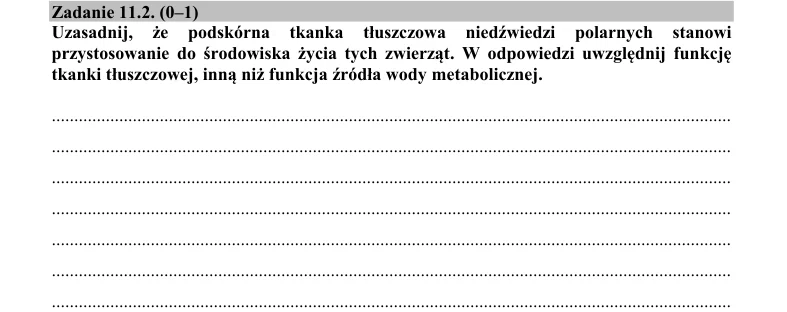 Zadanie 11.2. (0–1)
Uzasadnij, że podskórna tkanka tłuszczowa niedźwiedzi polarnych stanowi
przystosowanie do środowiska życia tych zwierząt. W odpowiedzi uwzględnij funkcję
tkanki tłuszczowej, inną niż funkcja źródła wody metabolicznej.